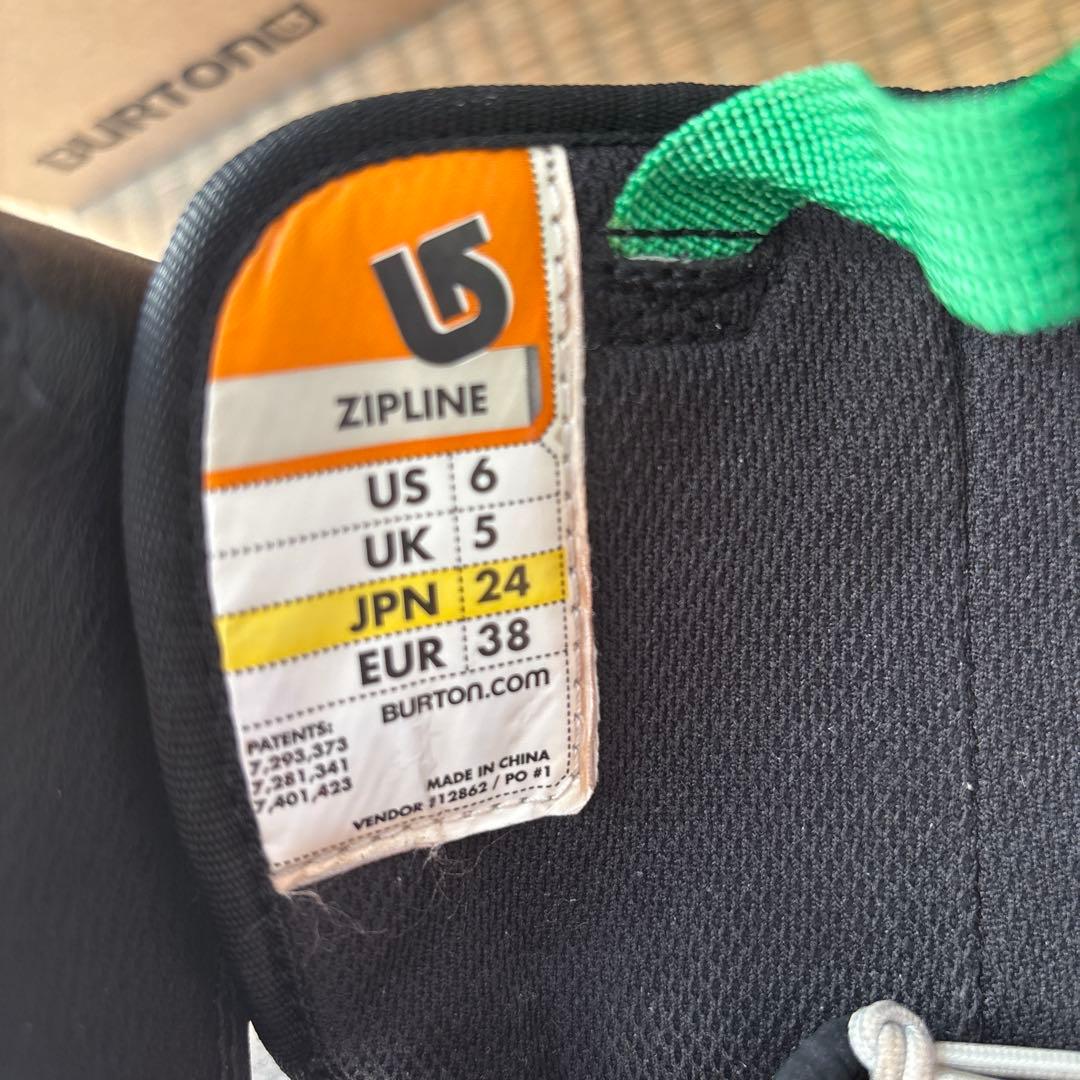 BURTON
ZIPLINE
US 6
UK 5
JPN 24
EUR 38
BURTON.COM
PATENTS:
7,293,373
7,281,341
7,401,423
MADE IN CHINA
VENDOR #12862 / PO #1